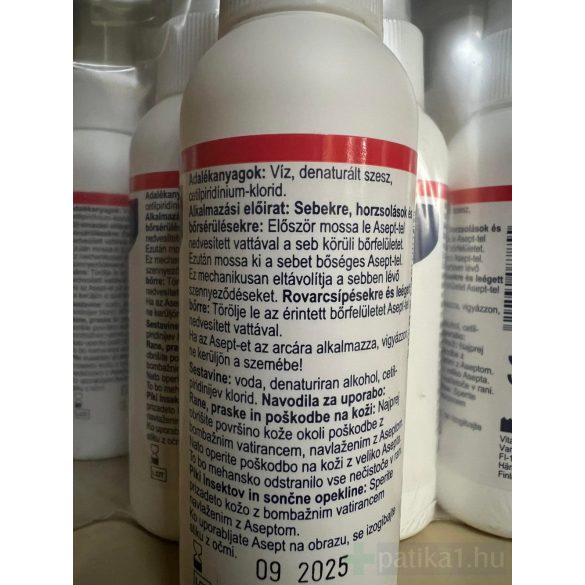 Adalékanyagok: Víz, denaturált szesz,
cetilpiridinium-klorid.
Alkalmazási előirat: Sebekre, horzsolások és
bőrsérülésekre: Először mossa le Asept-tel
nedvesített vattával a seb körüli bőrfelületet.
Ezután mossa ki a sebet bőséges Asept-tel.
Ez mechanikusan eltávolítja a sebben lévő
szennyeződéseket. Rovarcsípésekre és leégett
bőrre: Törölje le az érintett bőrfelületet Asept-tel
nedvesített vattával.
Ha az Asept-et az arcára alkalmazza, vigyázzon,
ne kerüljön a szemébe!
Sestavine: voda, denaturiran alkohol, cetil-
piridinijev klorid. Navodila za uporabo:
Rane, praske in poškodbe na koži: Najprej
obrišite površino kože okoli poškodbe z
bombažnim vatirancem, navlaženim z Aseptom.
Nato operite poškodbo na koži z veliko Asepta.
To bo mehansko odstranilo vse nečistoče v rani.
Piki insektov in sončne opekline: Sperite
prizadeto kožo z bombažnim vatirancem
navlaženim z Aseptom.
Ko uporabljate Asept na obrazu, se izogibajte
stiku z očmi.
09 2025
patika1.hu